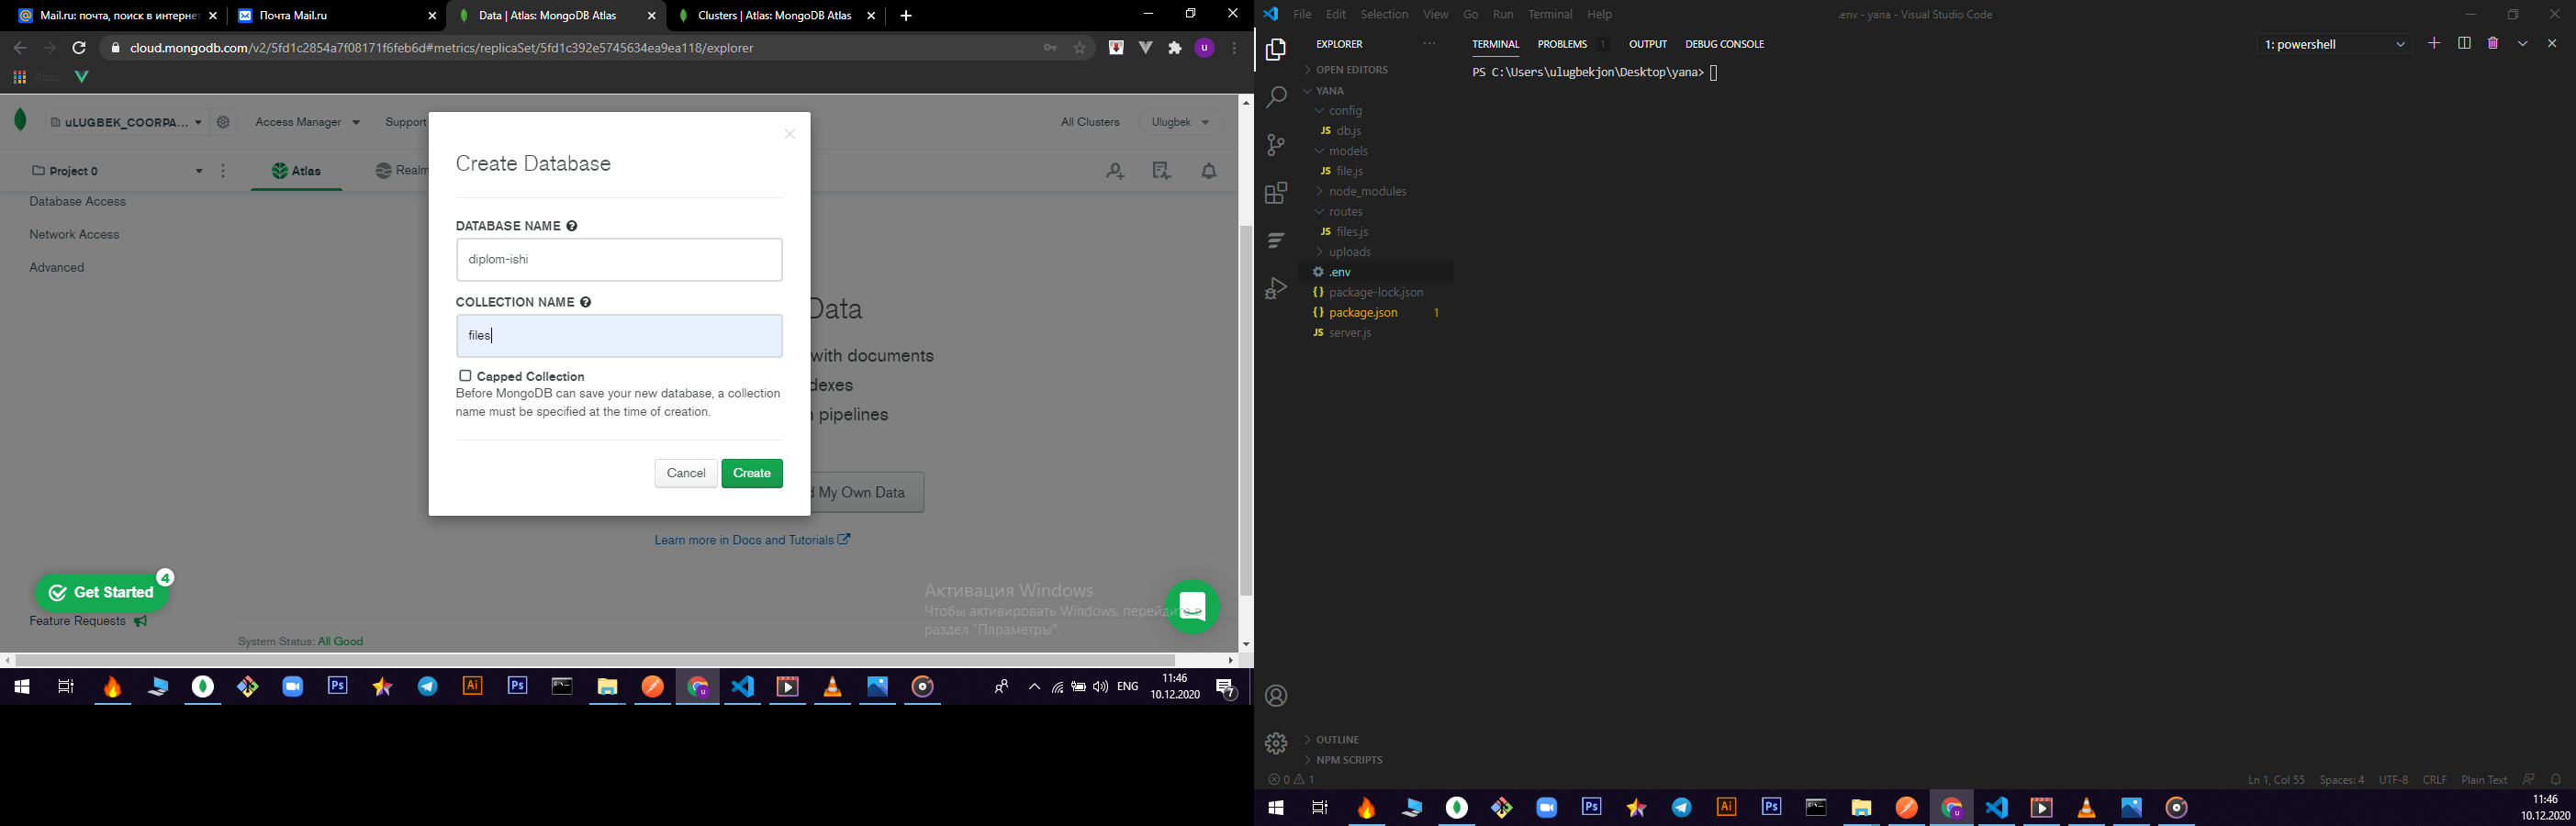 Mail.ru: почта, поиск в интернет
Почта Mail.ru
Data | Atlas: MongoDB Atlas
Clusters | Atlas: MongoDB Atlas
cloud.mongodb.com/v2/5fd1c2854a7f08171f6feb6d#metrics/replicaSet/5fd1c392e5745634ea9ea118/explorer
u
Apps
uLUGBEK_COORPA...
Access Manager
Support
All Clusters
Ulugbek
Project 0
Atlas
Realm
Database Access
Network Access
Advanced
Create Database
DATABASE NAME
diplom-ishi
COLLECTION NAME
files
Capped Collection
Before MongoDB can save your new database, a collection
name must be specified at the time of creation.
Cancel
Create
Data
with documents
dexes
pipelines
My Own Data
Learn more in Docs and Tutorials
Get Started
4
Feature Requests
System Status: All Good
Активация Windows
Чтобы активировать Windows, перейдите в
раздел "Параметры".
ENG
11:46
10.12.2020
7
File Edit Selection View Go Run Terminal Help
.env - yana - Visual Studio Code
EXPLORER
OPEN EDITORS
YANA
config
JS db.js
models
JS file.js
node_modules
routes
JS files.js
uploads
.env
{} package-lock.json
{} package.json 1
JS server.js
OUTLINE
NPM SCRIPTS
TERMINAL PROBLEMS 1 OUTPUT DEBUG CONSOLE
1: powershell
PS C:\Users\ulugbekjon\Desktop\yana>
0 1
Ln 1, Col 55 Spaces: 4 UTF-8 CRLF Plain Text
11:46
10.12.2020